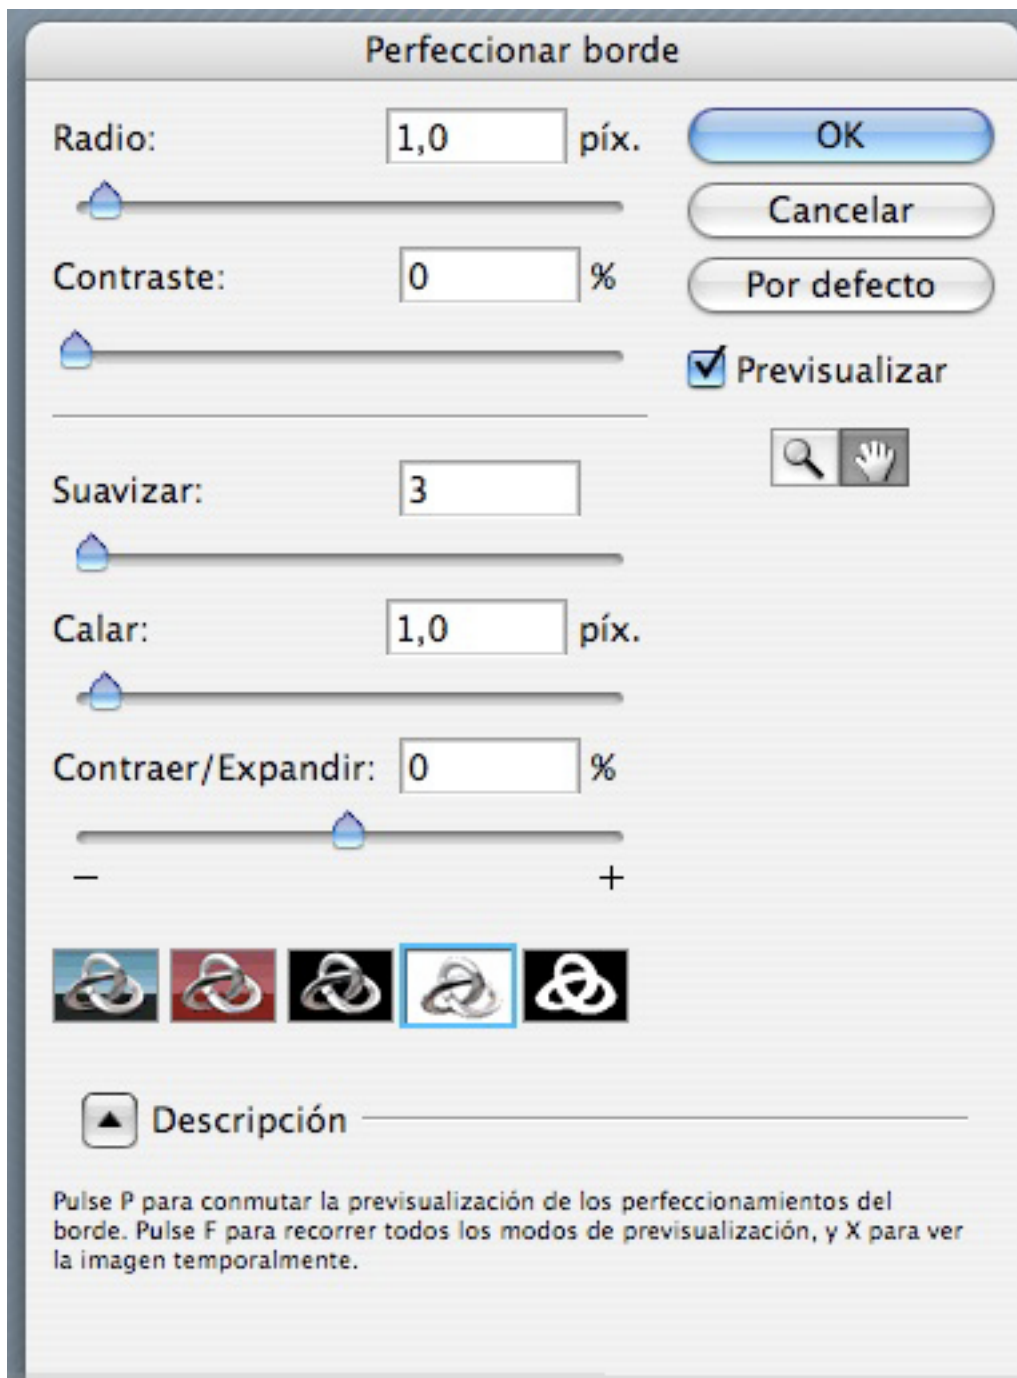 Perfeccionar borde
Radio: 1,0 píx.
OK
Cancelar
Contraste: 0 %
Por defecto
Previsualizar
Suavizar: 3
Calar: 1,0 píx.
Contraer/Expandir: 0 %
– +
Descripción
Pulse P para conmutar la previsualización de los perfeccionamientos del
borde. Pulse F para recorrer todos los modos de previsualización, y X para ver
la imagen temporalmente.